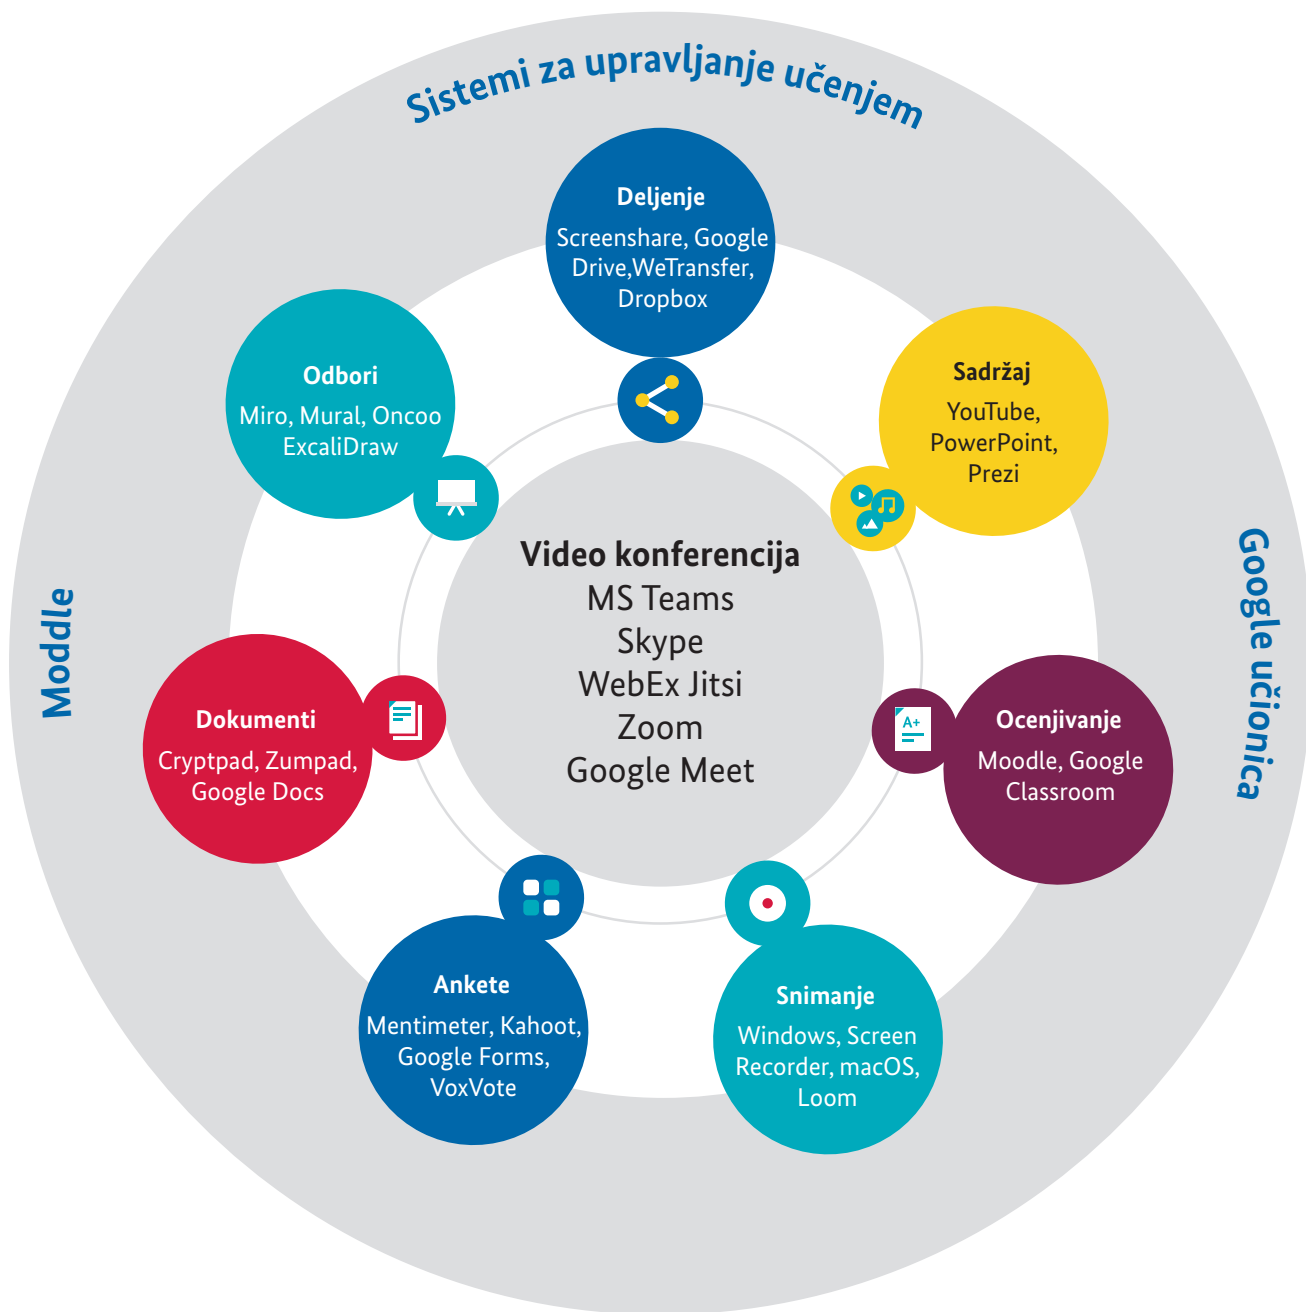 Sistemi za upravljanje učenjem
Deljenje
Screenshare, Google
Drive,WeTransfer,
Dropbox
Sadržaj
YouTube,
PowerPoint,
Prezi
Odbori
Miro, Mural, Oncoo
ExcaliDraw
Video konferencija
MS Teams
Skype
WebEx Jitsi
Zoom
Google Meet
Moddle
Google učionica
Dokumenti
Cryptpad, Zumpad,
Google Docs
A+
Ocenjivanje
Moodle, Google
Classroom
Ankete
Mentimeter, Kahoot,
Google Forms,
VoxVote
Snimanje
Windows, Screen
Recorder, macOS,
Loom